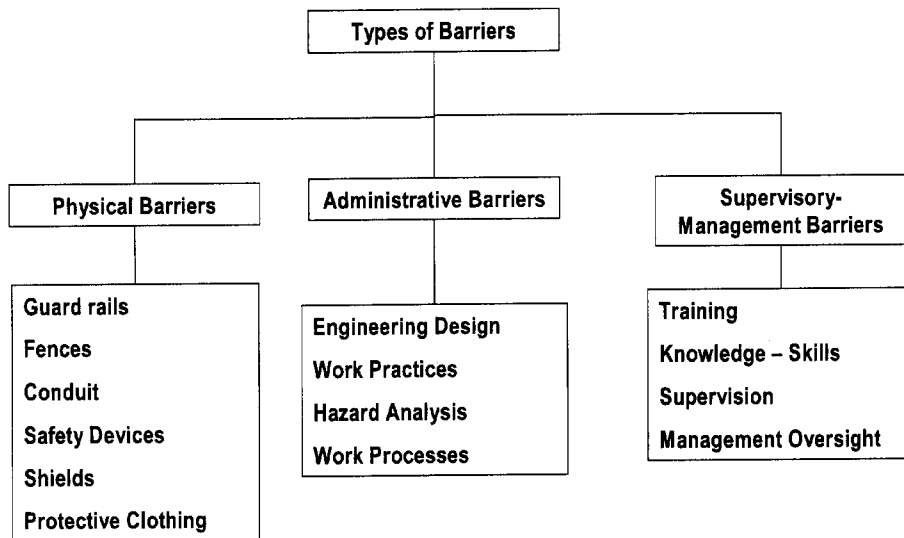 Types of Barriers
Physical Barriers
Administrative Barriers
Supervisory-
Management Barriers
Guard rails
Fences
Conduit
Safety Devices
Shields
Protective Clothing
Engineering Design
Work Practices
Hazard Analysis
Work Processes
Training
Knowledge – Skills
Supervision
Management Oversight